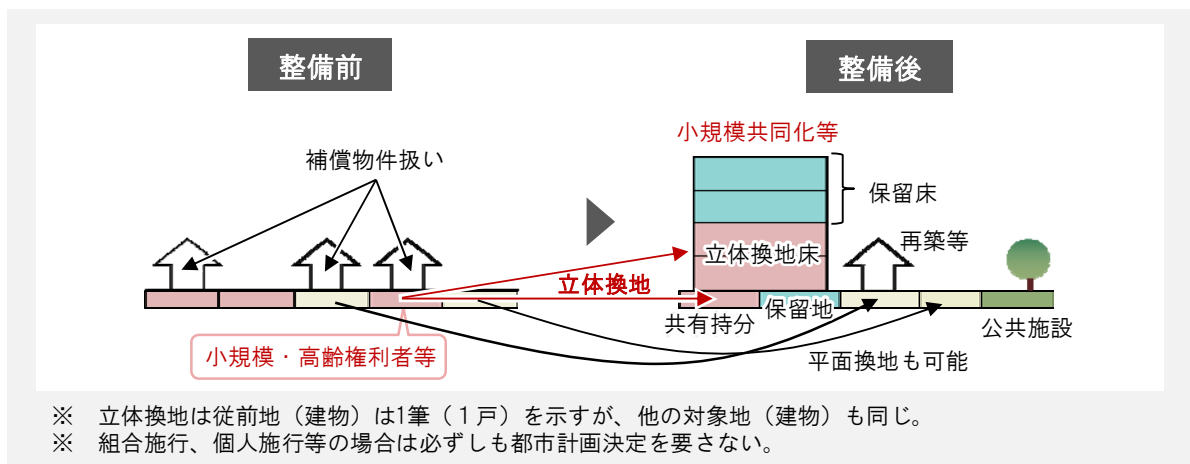 整備前
整備後
小規模共同化等
補償物件扱い
保留床
再築等
立体換地床
立体換地
共有持分
保留地
公共施設
小規模・高齢権利者等
平面換地も可能
※　立体換地は従前地（建物）は1筆（１戸）を示すが、他の対象地（建物）も同じ。
※　組合施行、個人施行等の場合は必ずしも都市計画決定を要さない。